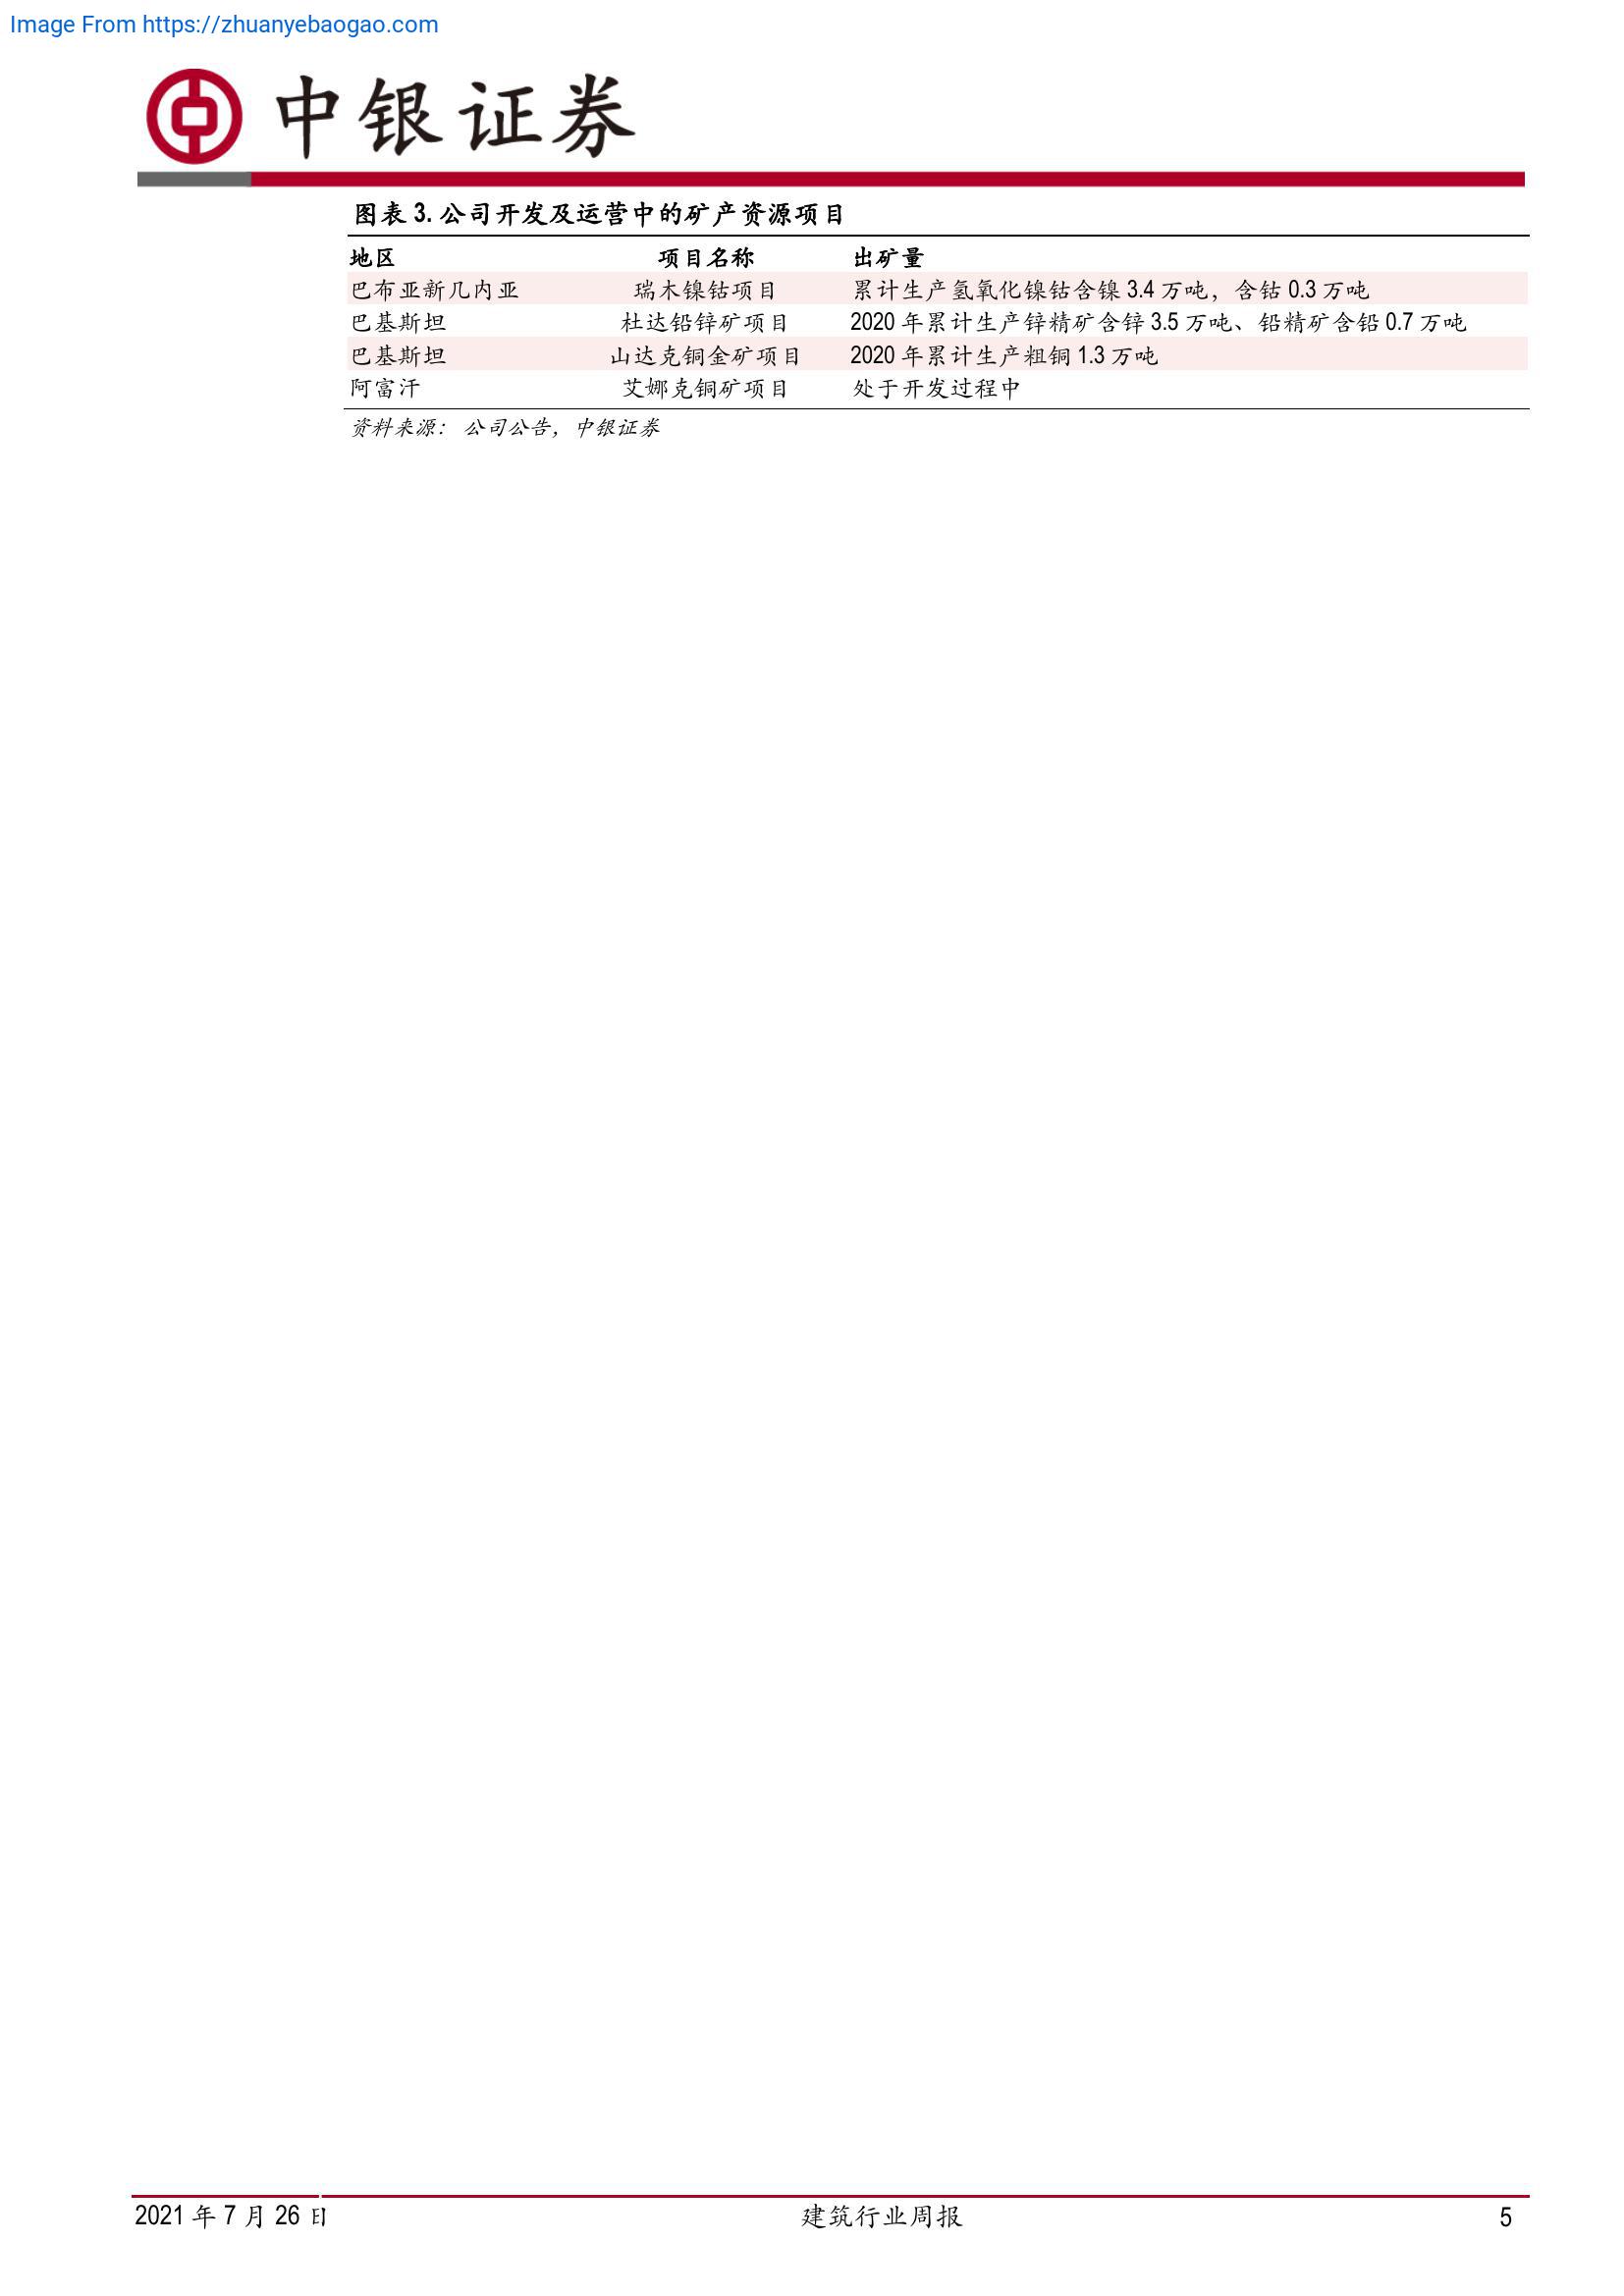 Image From https://zhuanyebaogao.com
中银证券
图表 3. 公司开发及运营中的矿产资源项目
地区 项目名称 出矿量
巴布亚新几内亚 瑞木镍钴项目 累计生产氢氧化镍钴含镍 3.4 万吨，含钴 0.3 万吨
巴基斯坦 杜达铅锌矿项目 2020 年累计生产锌精矿含锌 3.5 万吨、铅精矿含铅 0.7 万吨
巴基斯坦 山达克铜金矿项目 2020 年累计生产粗铜 1.3 万吨
阿富汗 艾娜克铜矿项目 处于开发过程中
资料来源： 公司公告，中银证券
2021 年 7 月 26 日 建筑行业周报 5